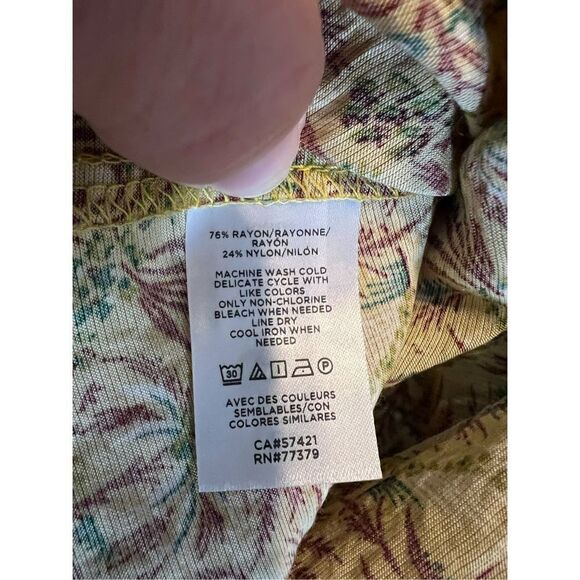 76% RAYON/RAYONNE/
RAYÓN
24% NYLON/NILÓN
MACHINE WASH COLD
DELICATE CYCLE WITH
LIKE COLORS
ONLY NON-CHLORINE
BLEACH WHEN NEEDED
LINE DRY
COOL IRON WHEN
NEEDED
30 P
AVEC DES COULEURS
SEMBLABLES/CON
COLORES SIMILARES
CA#57421
RN#77379